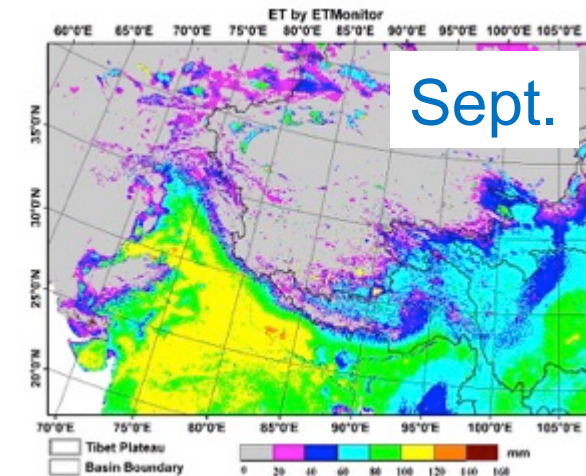 ET by ETMonitor
60°0'E 65°0'E 70°0'E 75°0'E 80°0'E 85°0'E 90°0'E 95°0'E 100°0'E 105°0'E
Sept.
35°0'N
30°0'N
25°0'N
20°0'N
70°0'E 75°0'E 80°0'E 85°0'E 90°0'E 95°0'E 100°0'E 105°0'E
Tibet Plateau
mm
Basin Boundary
0 20 40 60 80 100 120 140 160